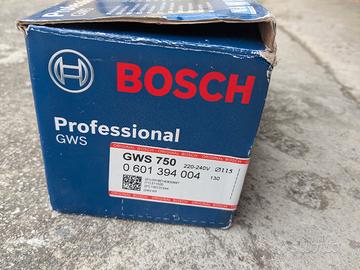 BOSCH
Professional
GWS
GWS 750 220-240V Ø115
0 601 394 004 130